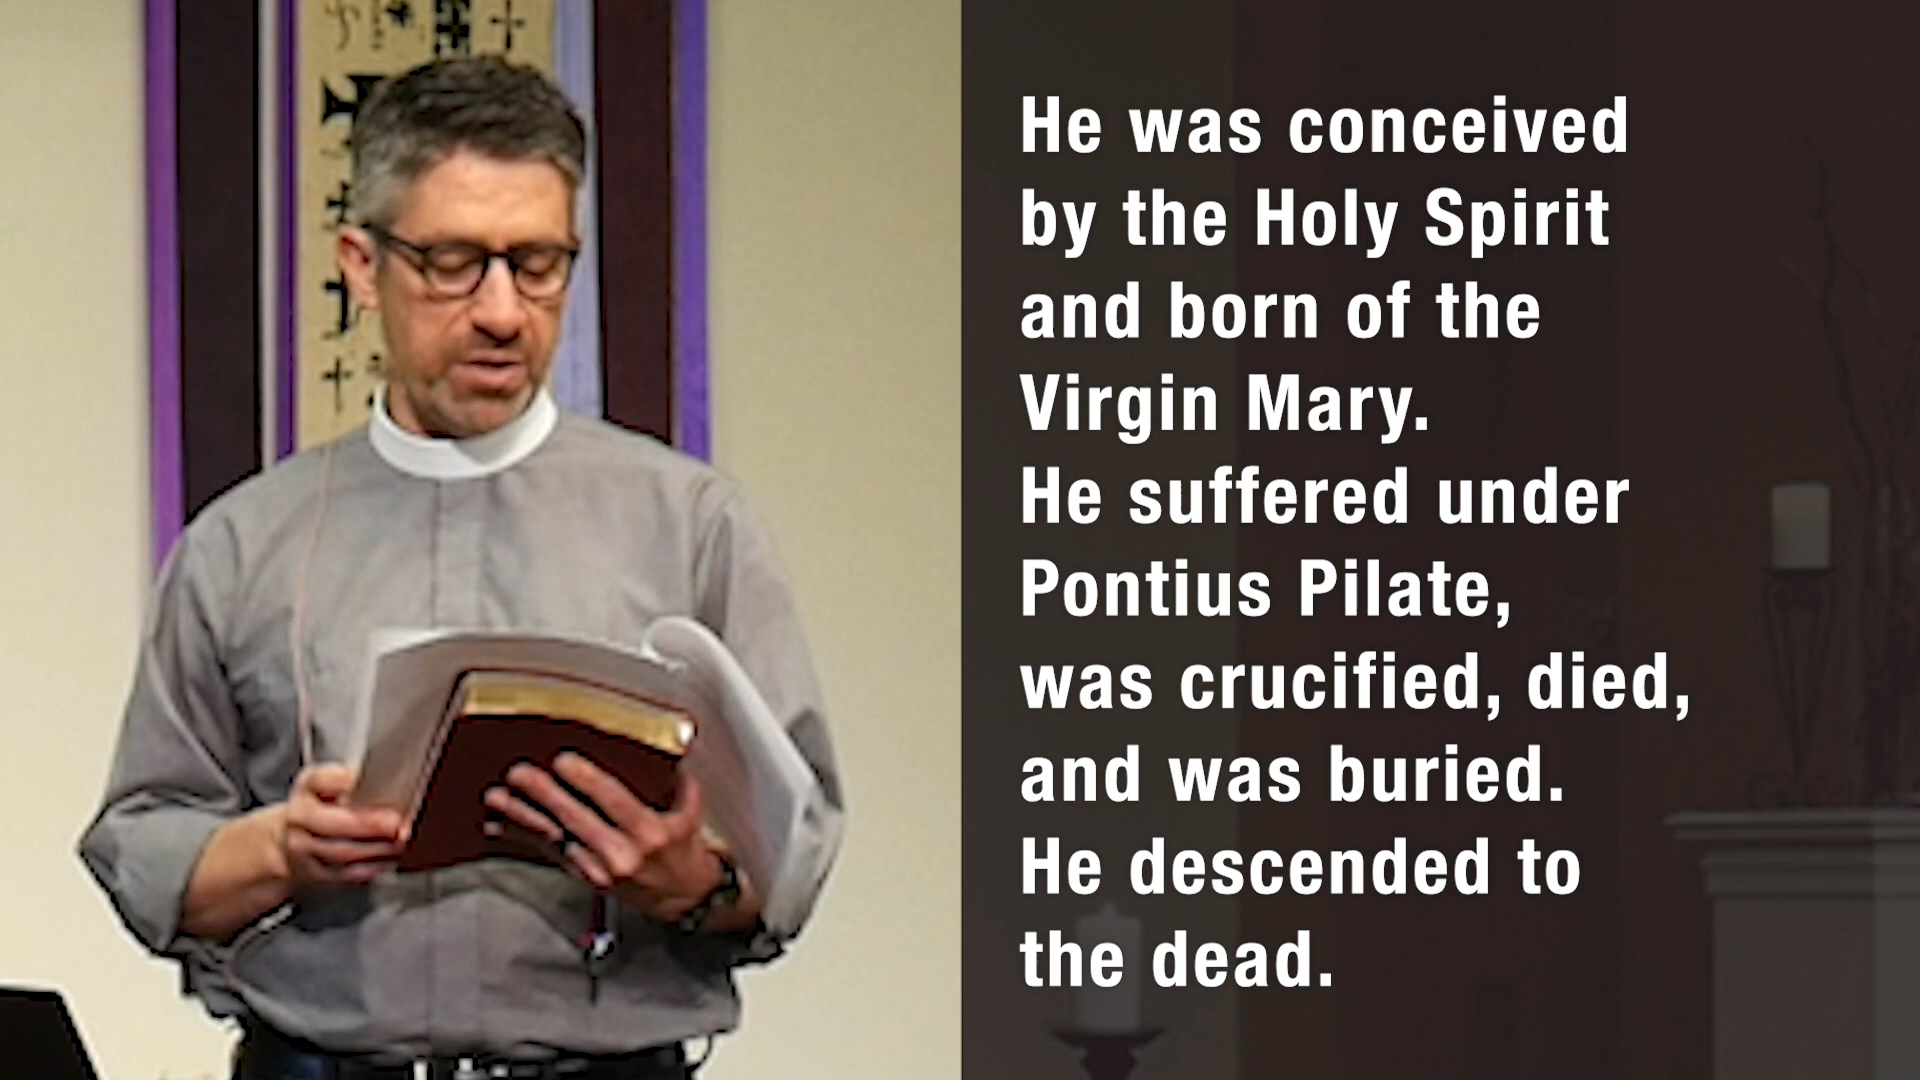 He was conceived
by the Holy Spirit
and born of the
Virgin Mary.
He suffered under
Pontius Pilate,
was crucified, died,
and was buried.
He descended to
the dead.